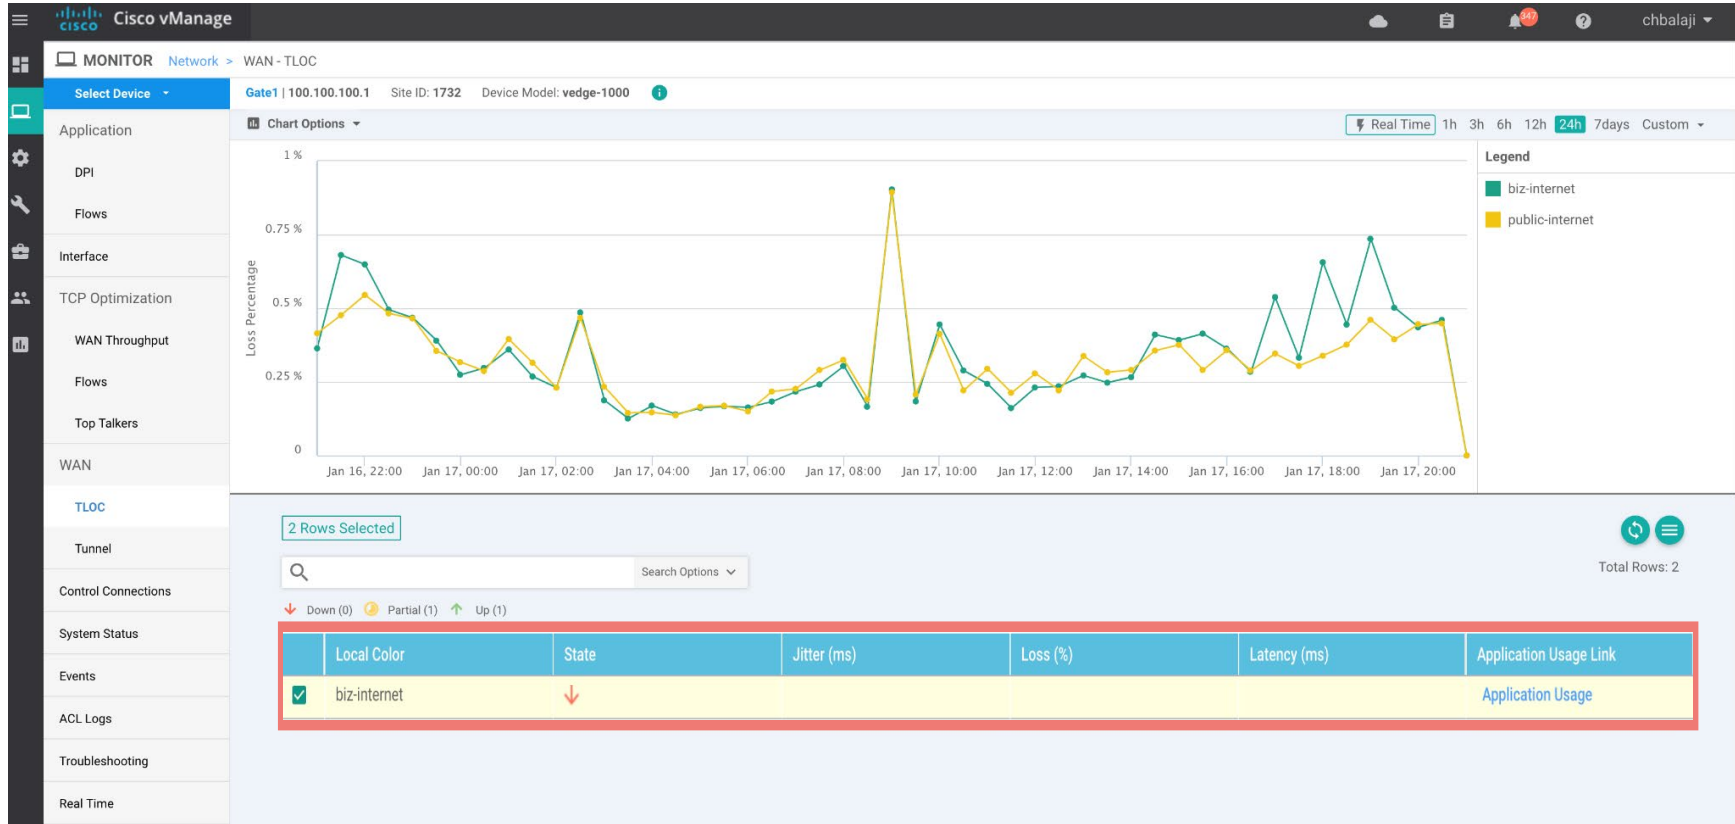 cisco Cisco vManage
347
chbalaji
MONITOR Network > WAN - TLOC
Select Device
Gate1 | 100.100.100.1 Site ID: 1732 Device Model: vedge-1000
Chart Options
Real Time 1h 3h 6h 12h 24h 7days Custom
Application
DPI
Flows
Interface
TCP Optimization
WAN Throughput
Flows
Top Talkers
WAN
TLOC
Tunnel
Control Connections
System Status
Events
ACL Logs
Troubleshooting
Real Time
1 %
0.75 %
0.5 %
0.25 %
0
Loss Percentage
Jan 16, 22:00 Jan 17, 00:00 Jan 17, 02:00 Jan 17, 04:00 Jan 17, 06:00 Jan 17, 08:00 Jan 17, 10:00 Jan 17, 12:00 Jan 17, 14:00 Jan 17, 16:00 Jan 17, 18:00 Jan 17, 20:00
Legend
biz-internet
public-internet
2 Rows Selected
Search Options
Total Rows: 2
Down (0) Partial (1) Up (1)
Local Color State Jitter (ms) Loss (%) Latency (ms) Application Usage Link
biz-internet Application Usage